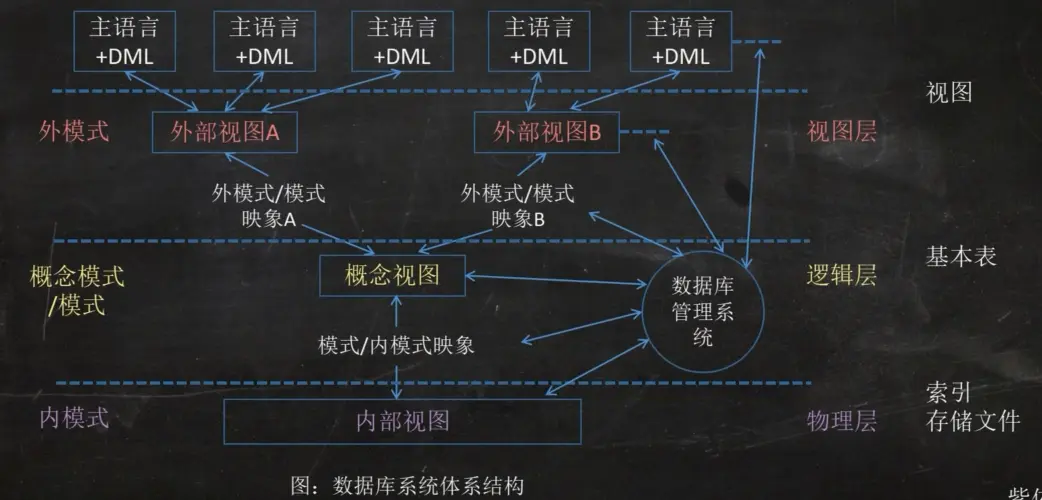 主语言
+DML
主语言
+DML
主语言
+DML
主语言
+DML
主语言
+DML
视图
外模式
外部视图A
外部视图B
视图层
外模式/模式
映象A
外模式/模式
映象B
概念模式
/模式
概念视图
数据库
管理系
统
逻辑层
基本表
模式/内模式映象
内模式
内部视图
物理层
索引
存储文件
图：数据库系统体系结构